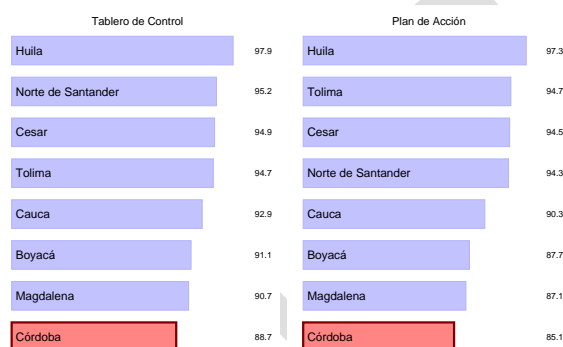 Tablero de Control
Huila 97.9
Norte de Santander 95.2
Cesar 94.9
Tolima 94.7
Cauca 92.9
Boyacá 91.1
Magdalena 90.7
Córdoba 88.7
Plan de Acción
Huila 97.3
Tolima 94.7
Cesar 94.5
Norte de Santander 94.3
Cauca 90.3
Boyacá 87.7
Magdalena 87.1
Córdoba 85.1